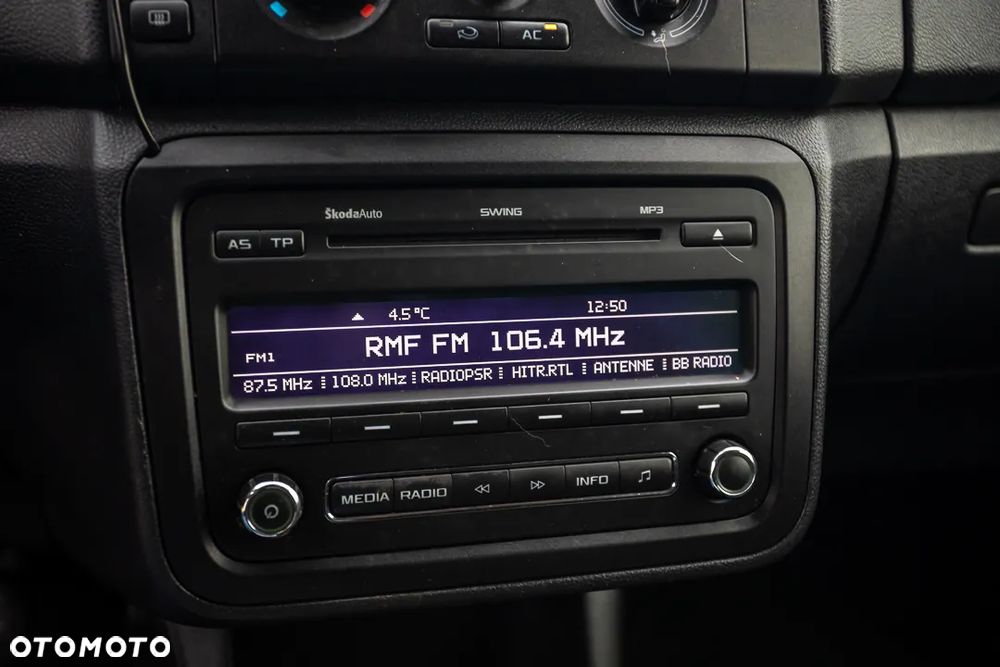 AC
ŠkodaAuto SWING MP3
AS TP
4.5°C 12:50
FM1 RMF FM 106.4 MHz
87.5 MHz 108.0 MHz RADIOPSR HITR.RTL ANTENNE BB RADIO
MEDIA RADIO INFO
OTOMOTO